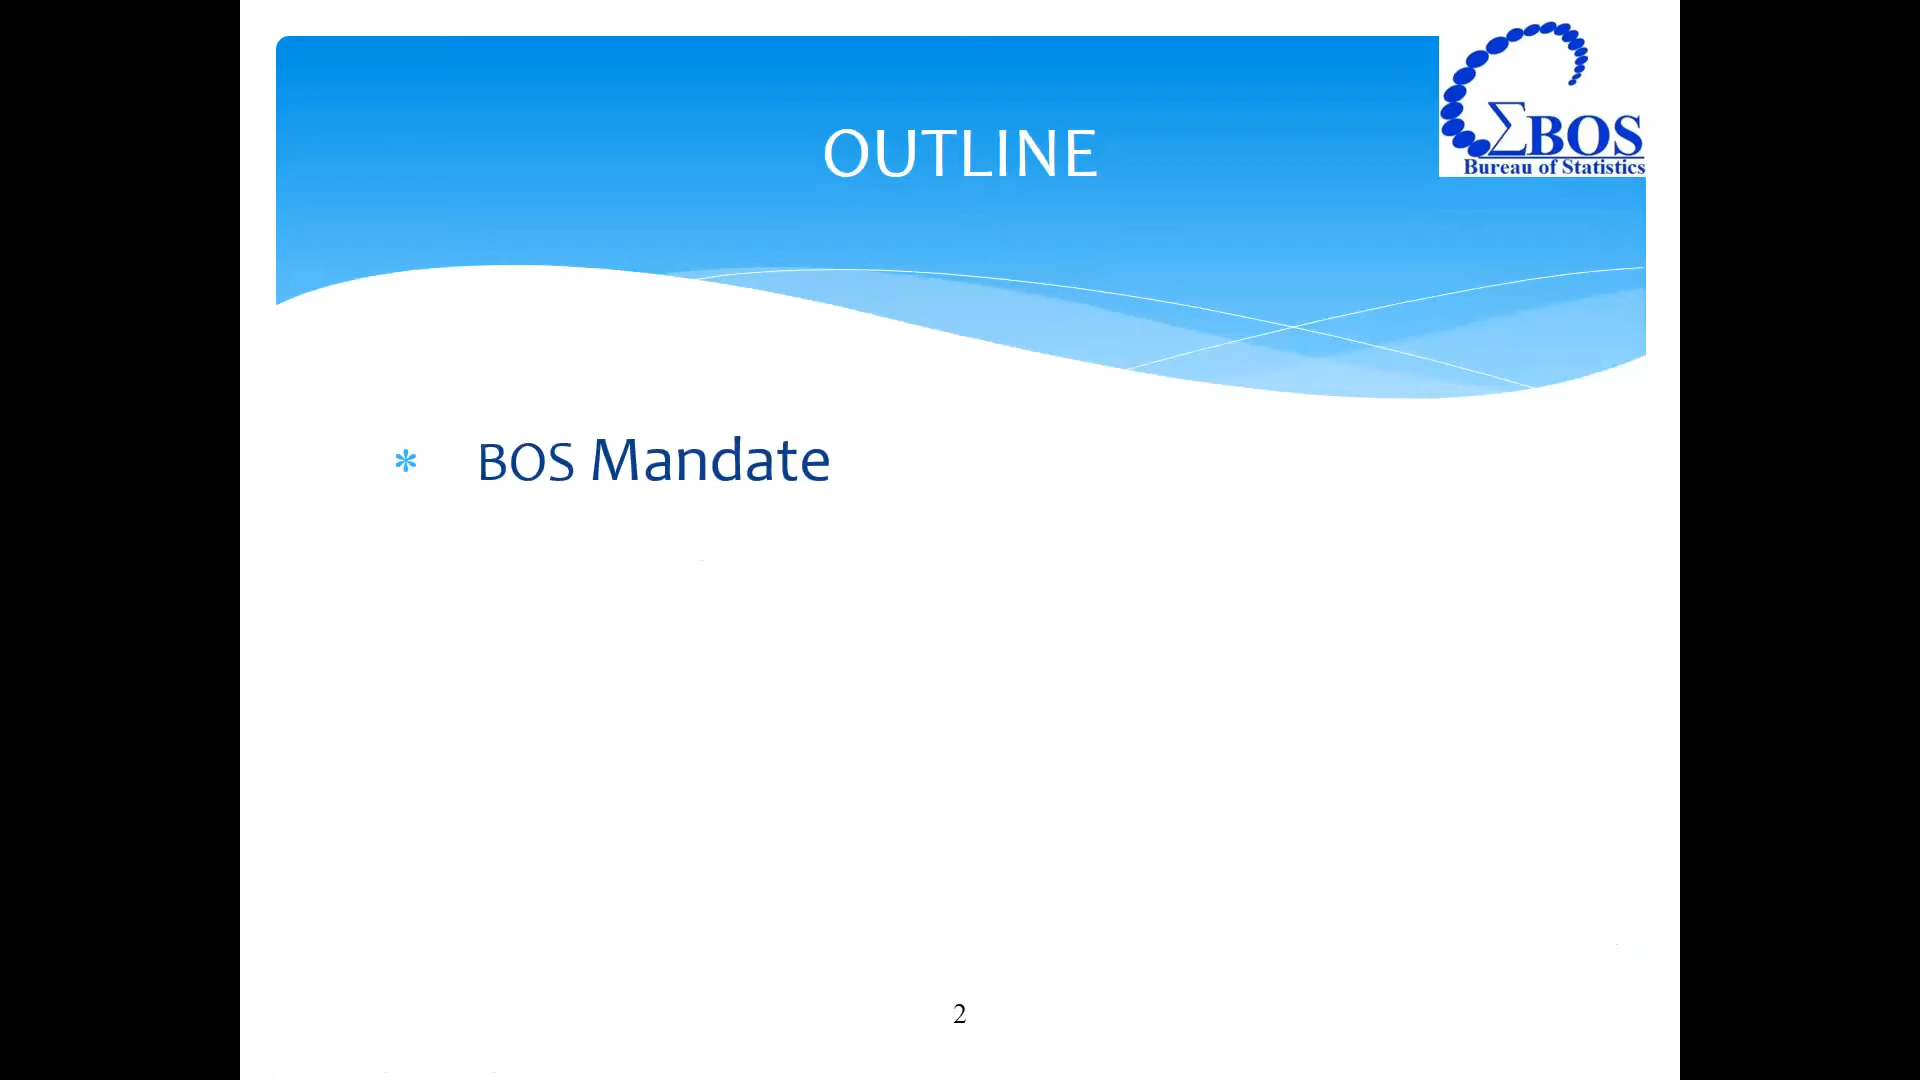 OUTLINE
ΣBOS
Bureau of Statistics
* BOS Mandate
2